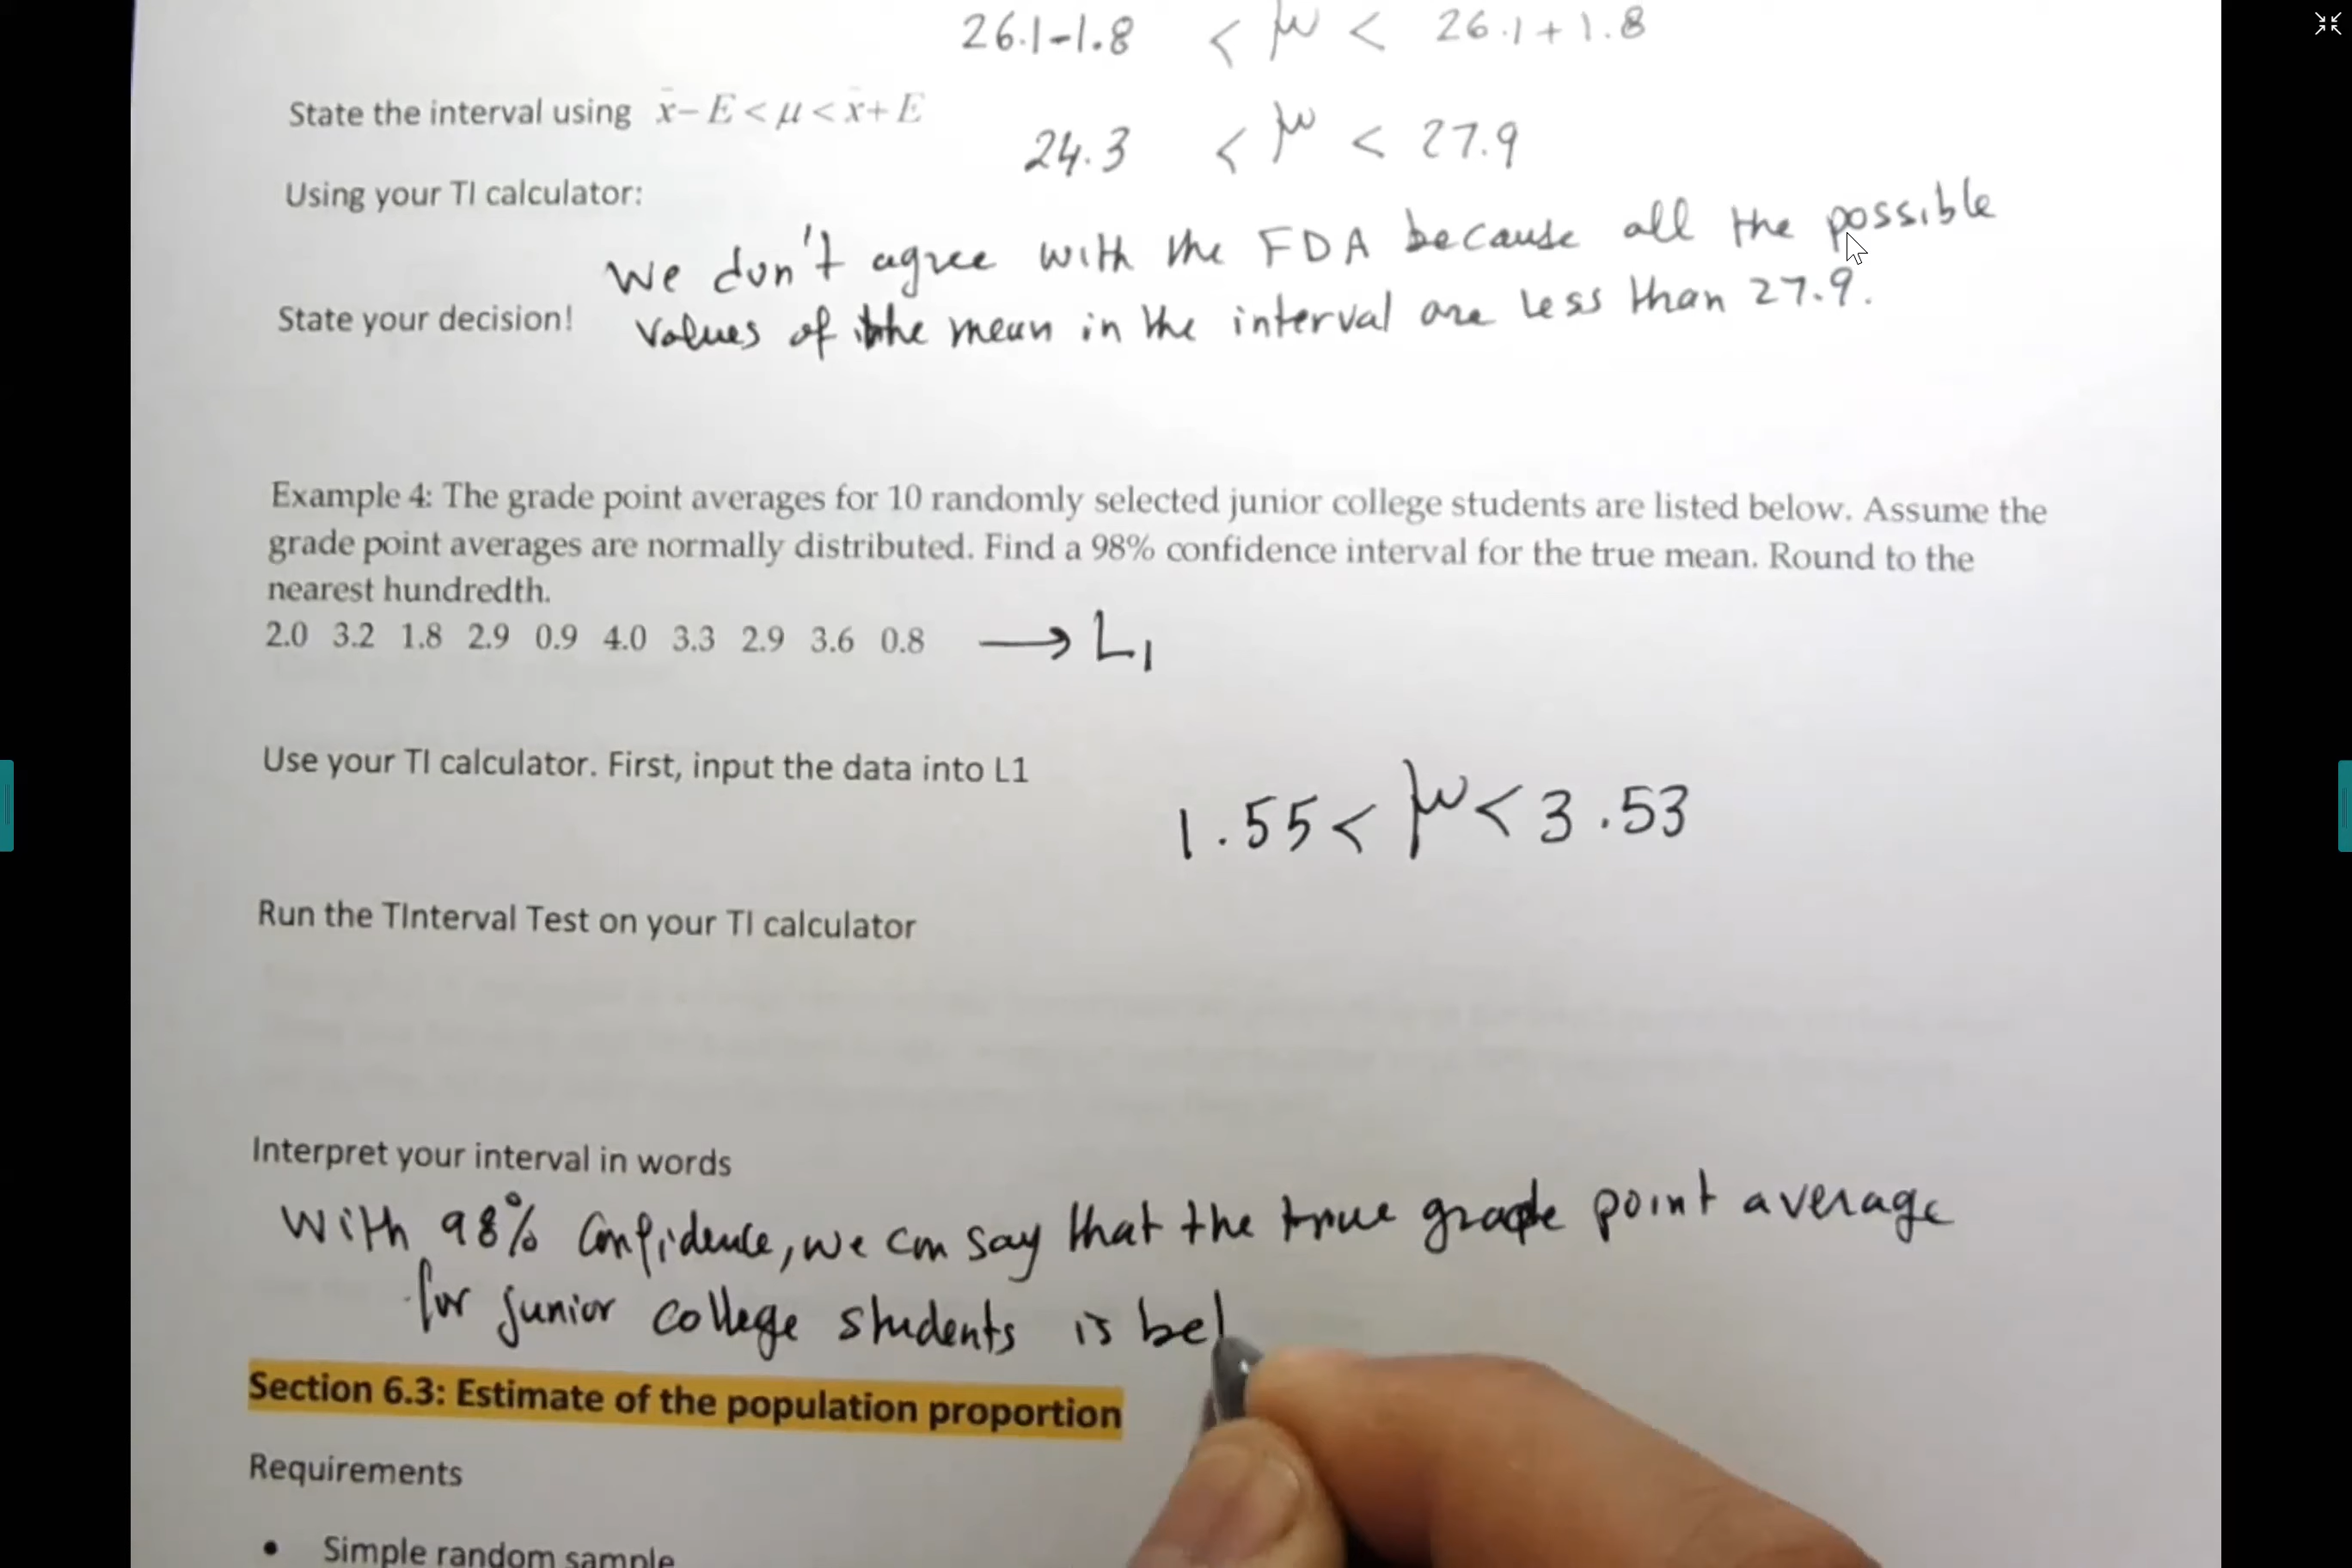 26.1-1.8 < μ < 26.1+1.8
State the interval using x̄ − E < μ < x̄ + E
24.3 < μ < 27.9
Using your TI calculator:
We don't agree with the FDA because all the possible
State your decision!
values of the mean in the interval are less than 27.9.
Example 4: The grade point averages for 10 randomly selected junior college students are listed below. Assume the
grade point averages are normally distributed. Find a 98% confidence interval for the true mean. Round to the
nearest hundredth.
2.0 3.2 1.8 2.9 0.9 4.0 3.3 2.9 3.6 0.8 → L1
Use your TI calculator. First, input the data into L1
1.55 < μ < 3.53
Run the TInterval Test on your TI calculator
Interpret your interval in words
With 98% Confidence, we can say that the true grade point average
for junior college students is bet
Section 6.3: Estimate of the population proportion
Requirements
• Simple random sample